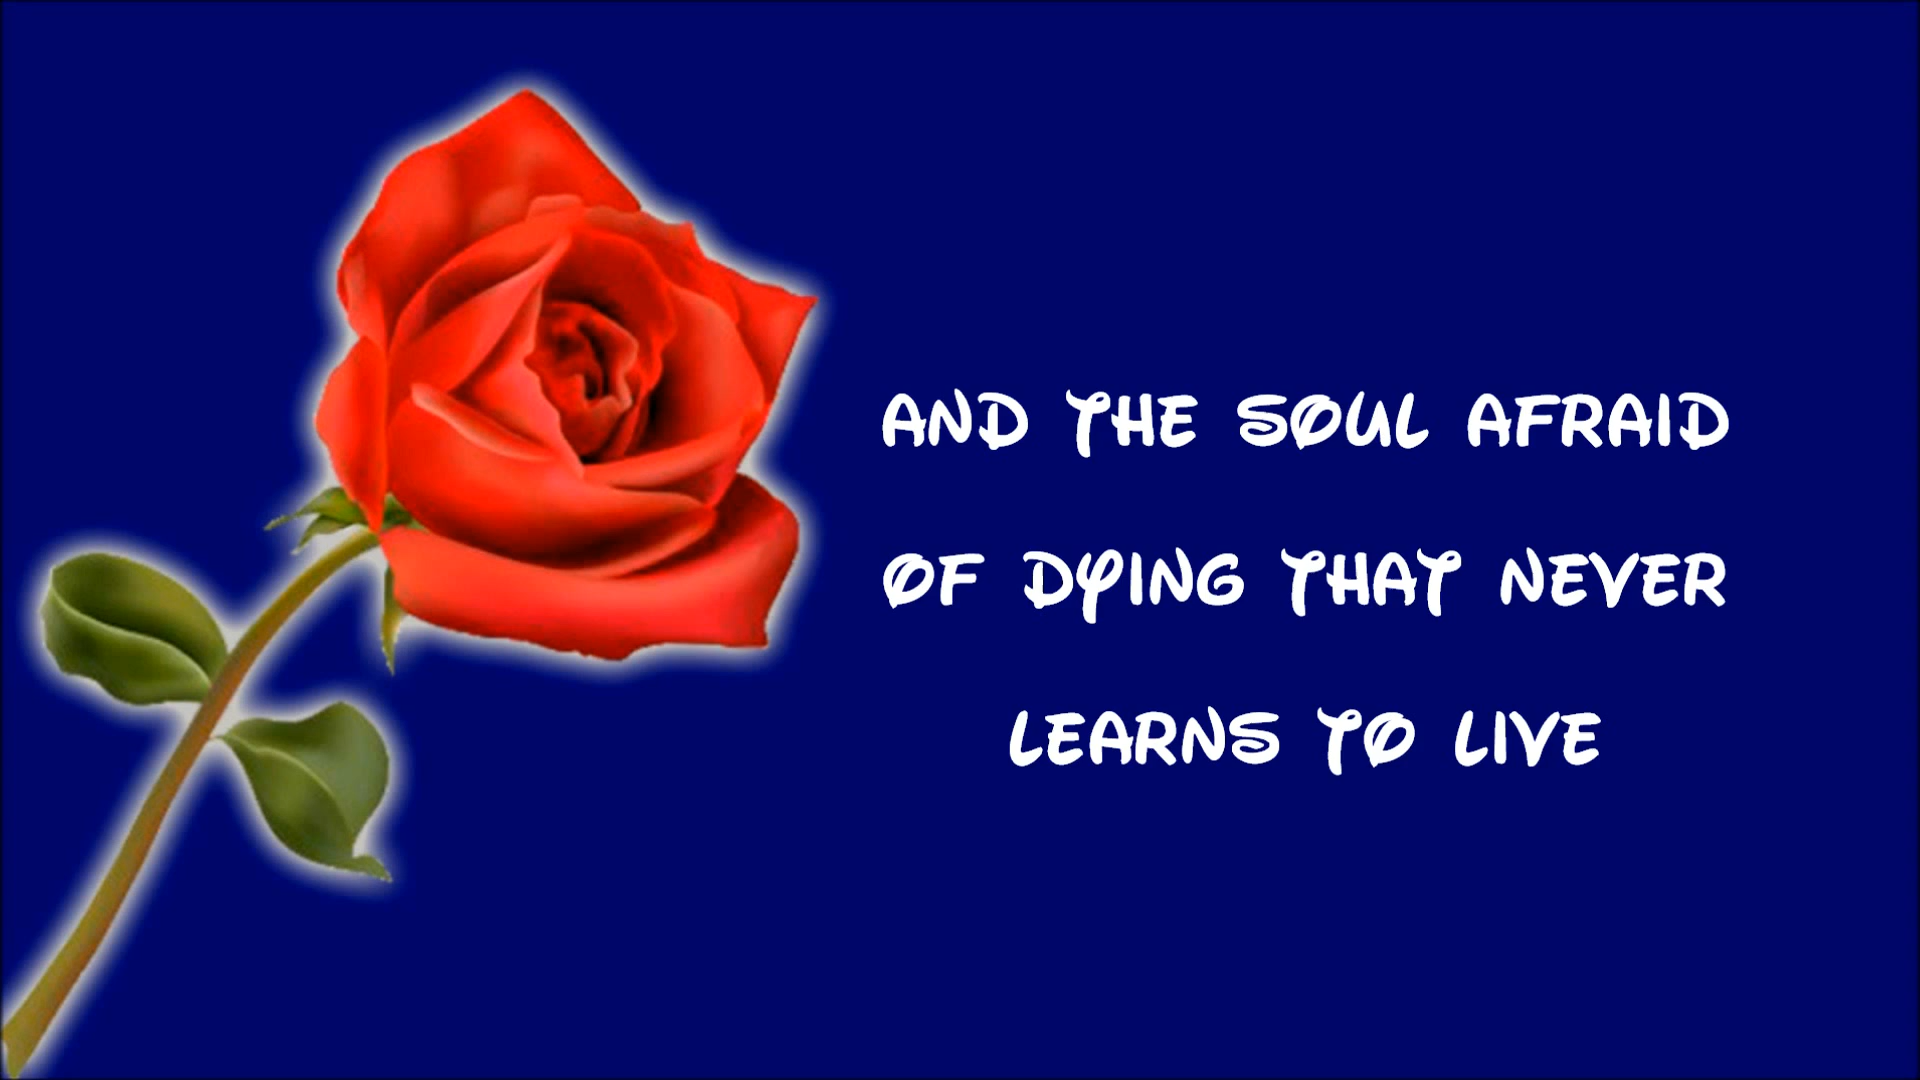 AND THE SOUL AFRAID
OF DYING THAT NEVER
LEARNS TO LIVE